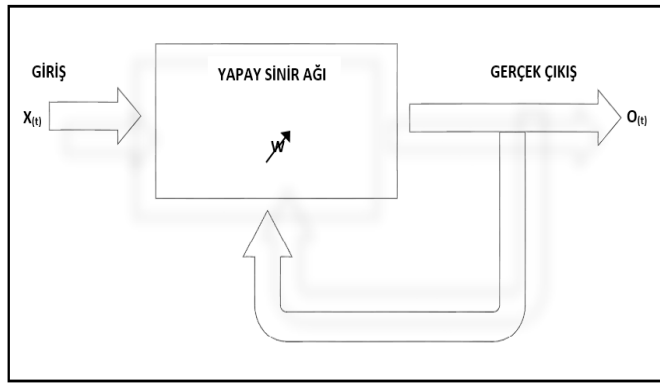 GİRİŞ
X(t)
YAPAY SİNİR AĞI
W
GERÇEK ÇIKIŞ
O(t)